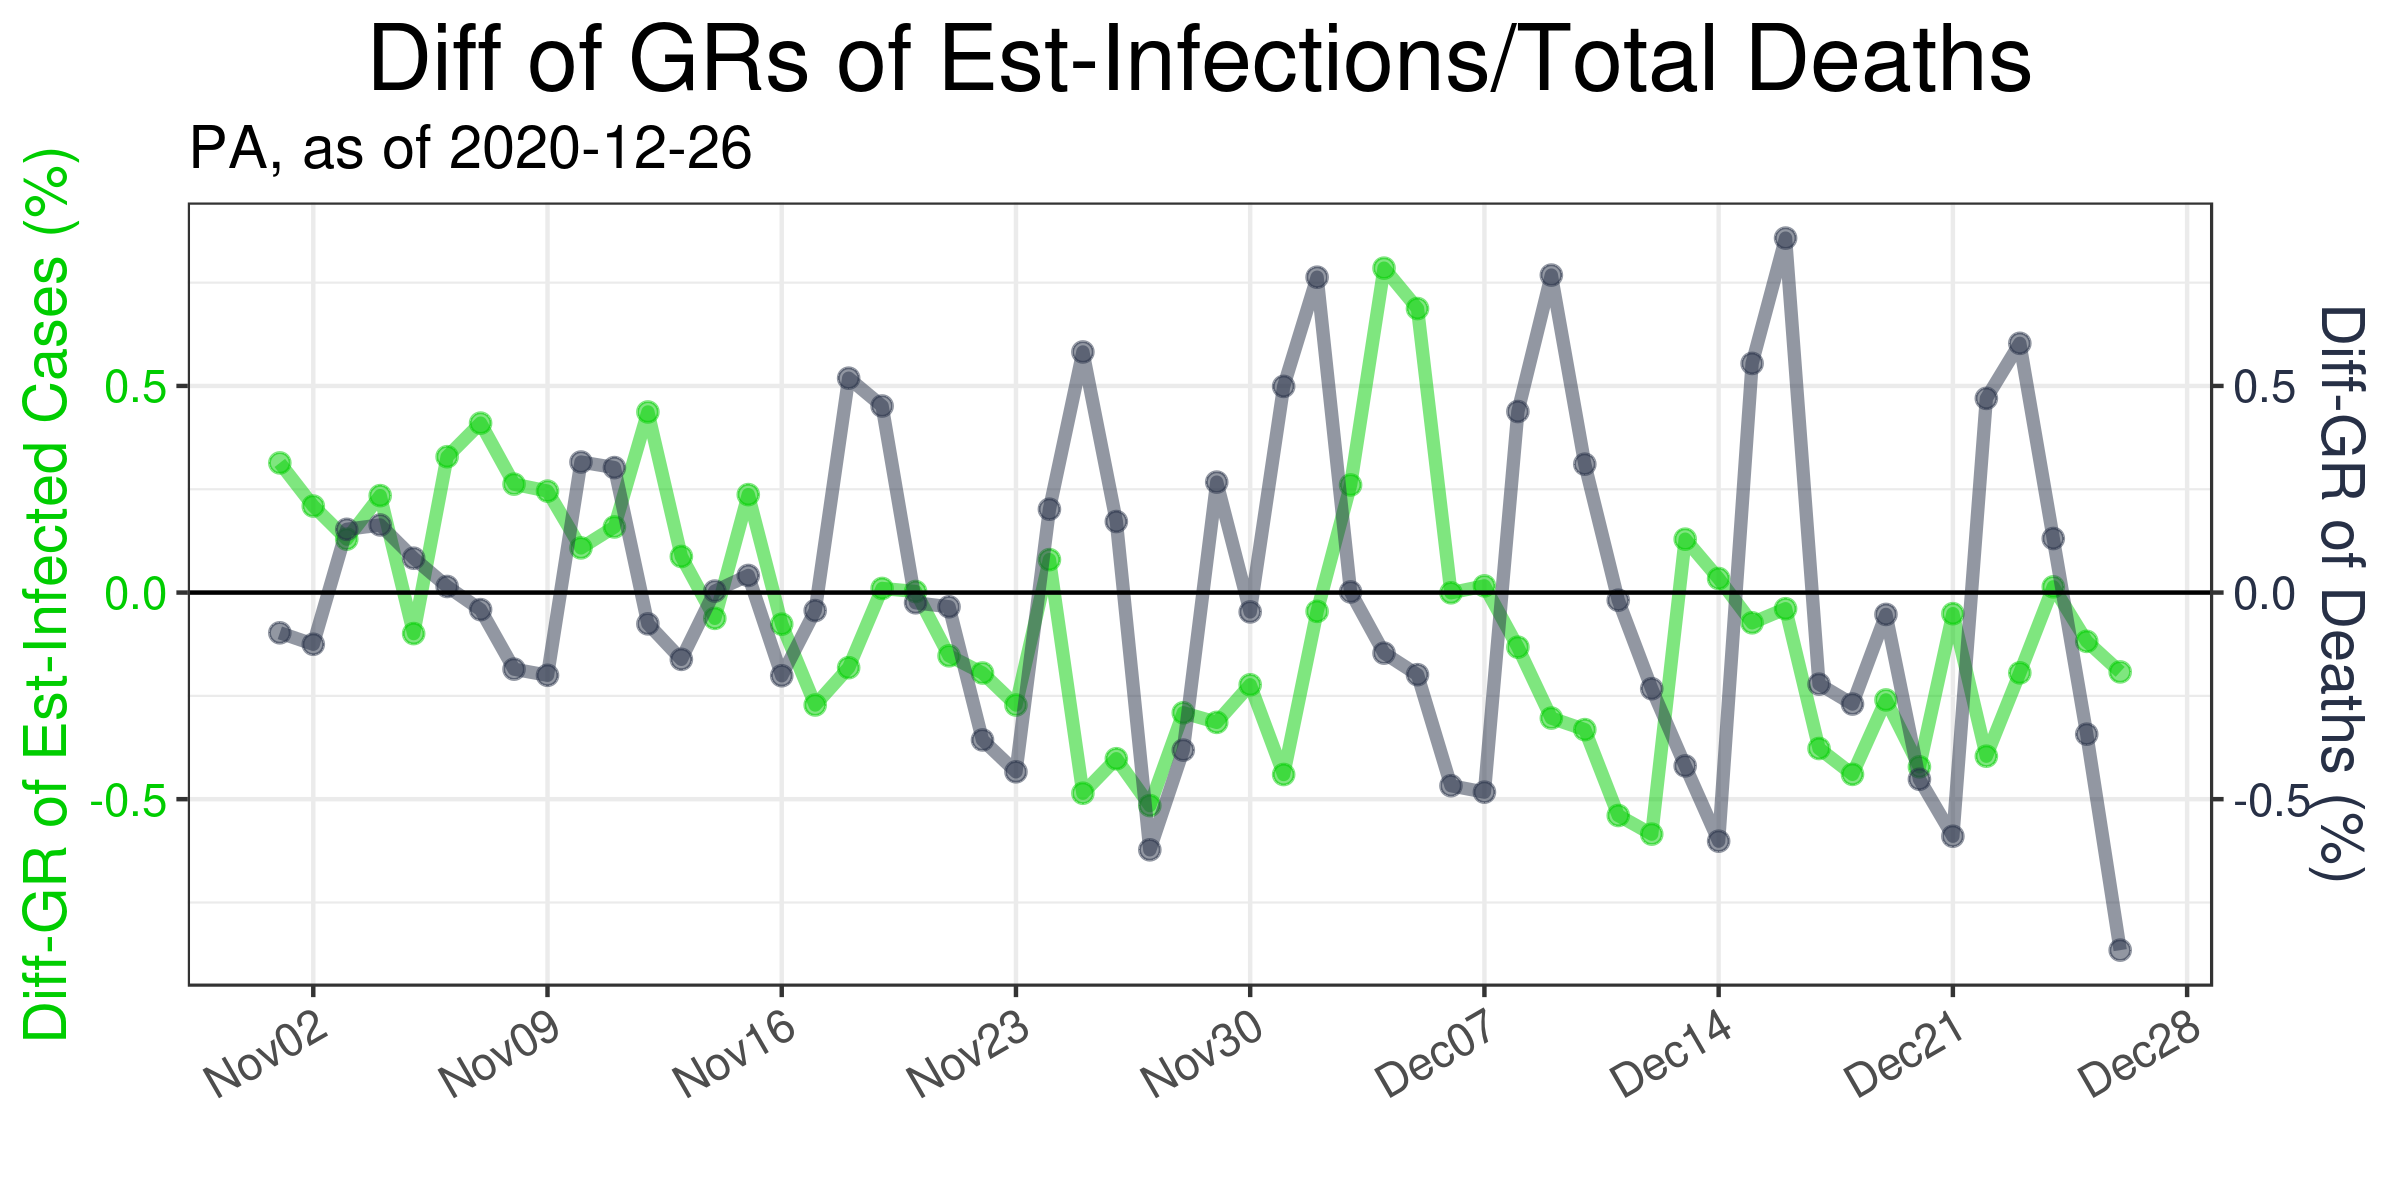 Diff of GRs of Est-Infections/Total Deaths
PA, as of 2020-12-26
Diff-GR of Est-Infected Cases (%)
0.5
0.0
-0.5
0.5
0.0
-0.5
Diff-GR of Deaths (%)
Nov02
Nov09
Nov16
Nov23
Nov30
Dec07
Dec14
Dec21
Dec28